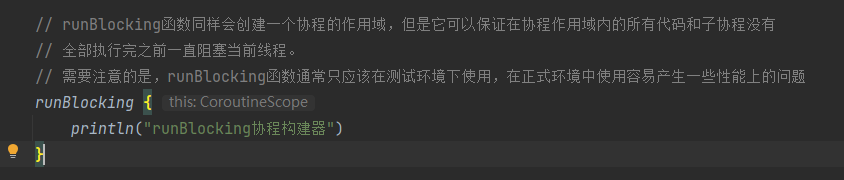 // runBlocking函数同样会创建一个协程的作用域，但是它可以保证在协程作用域内的所有代码和子协程没有
// 全部执行完之前一直阻塞当前线程。
// 需要注意的是，runBlocking函数通常只应该在测试环境下使用，在正式环境中使用容易产生一些性能上的问题
runBlocking { this: CoroutineScope
println("runBlocking协程构建器")
}